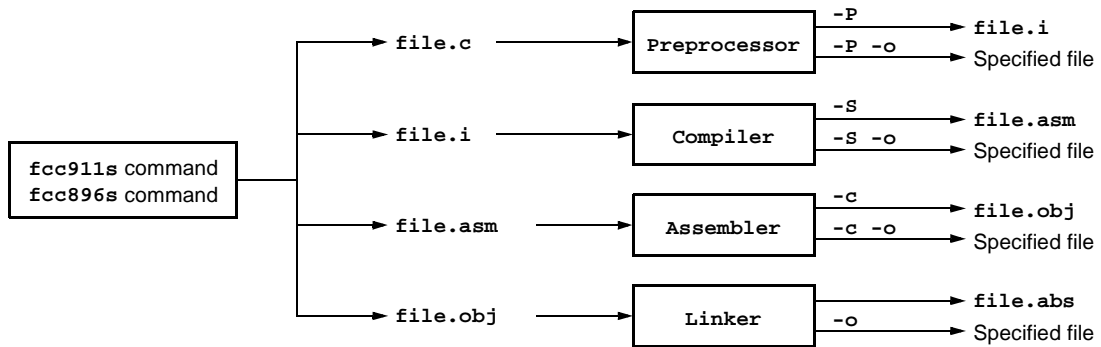 fcc911s command
fcc896s command
file.c
Preprocessor
-P
file.i
-P -o
Specified file
file.i
Compiler
-S
file.asm
-S -o
Specified file
file.asm
Assembler
-c
file.obj
-c -o
Specified file
file.obj
Linker
file.abs
-o
Specified file